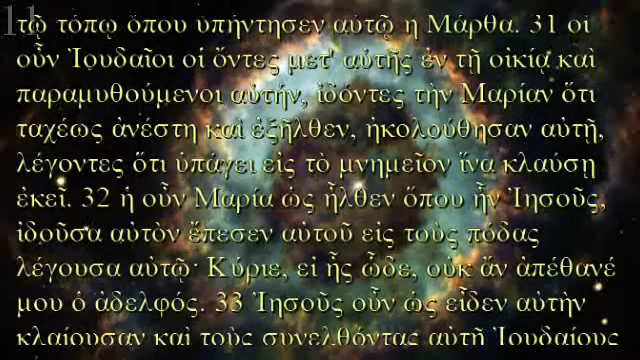 11
τῷ τόπῳ ὅπου ὑπήντησεν αὐτῷ η Μάρθα. 31 οἱ
οὖν Ἰουδαῖοι οἱ ὄντες μετ' αὐτῆς ἐν τῇ οἰκίᾳ καὶ
παραμυθούμενοι αὐτήν, ἰδόντες τὴν Μαρίαν ὅτι
ταχέως ἀνέστη καὶ ἐξῆλθεν, ἠκολούθησαν αὐτῇ,
λέγοντες ὅτι ὑπάγει εἰς τὸ μνημεῖον ἵνα κλαύσῃ
ἐκεῖ. 32 ἡ οὖν Μαρία ὡς ἦλθεν ὅπου ἦν Ἰησοῦς,
ἰδοῦσα αὐτὸν ἔπεσεν αὐτοῦ εἰς τοὺς πόδας
λέγουσα αὐτῷ· Κύριε, εἰ ἦς ὧδε, οὐκ ἄν ἀπέθανέ
μου ὁ ἀδελφός. 33 Ἰησοῦς οὖν ὡς εἶδεν αὐτὴν
κλαίουσαν καὶ τοὺς συνελθόντας αὐτῇ Ἰουδαίους